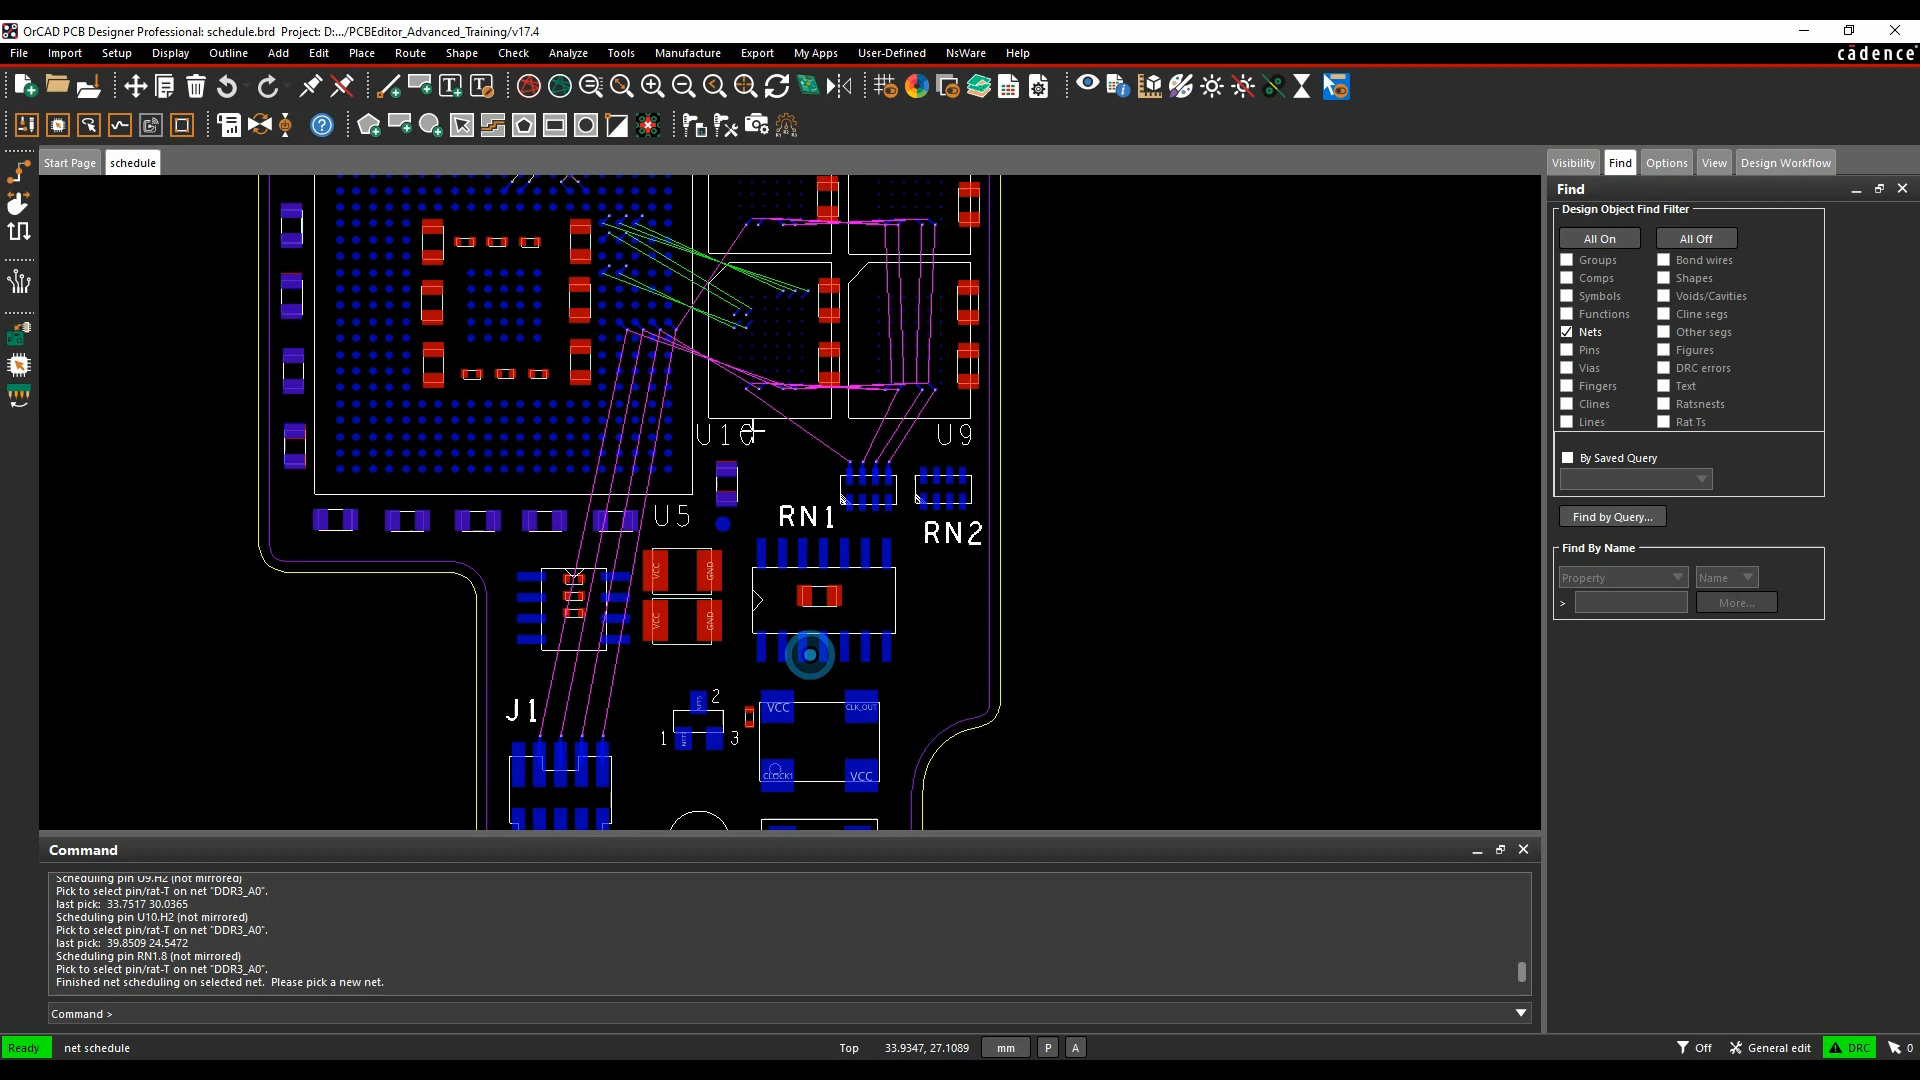 OrCAD PCB Designer Professional: schedule.brd  Project: D:.../PCBEditor_Advanced_Training/v17.4
File Import Setup Display Outline Add Edit Place Route Shape Check Analyze Tools Manufacture Export My Apps User-Defined NsWare Help
cādence
Start Page schedule
Visibility Find Options View Design Workflow
Find
Design Object Find Filter
All On All Off
Groups Bond wires
Comps Shapes
Symbols Voids/Cavities
Functions Cline segs
Nets Other segs
Pins Figures
Vias DRC errors
Fingers Text
Clines Ratsnests
Lines Rat Ts
By Saved Query
Find by Query...
Find By Name
Property Name
> More...
U10 U9
U5 RN1 RN2
VCC GND
VCC GND
J1 2
1 3
VCC CLK_OUT
CLOCK1 VCC
Command
Scheduling pin U9.H2 (not mirrored)
Pick to select pin/rat-T on net "DDR3_A0".
last pick:  33.7517 30.0365
Scheduling pin U10.H2 (not mirrored)
Pick to select pin/rat-T on net "DDR3_A0".
last pick:  39.8509 24.5472
Scheduling pin RN1.8 (not mirrored)
Pick to select pin/rat-T on net "DDR3_A0".
Finished net scheduling on selected net.  Please pick a new net.
Command >
Ready net schedule Top 33.9347, 27.1089 mm P A Off General edit DRC 0